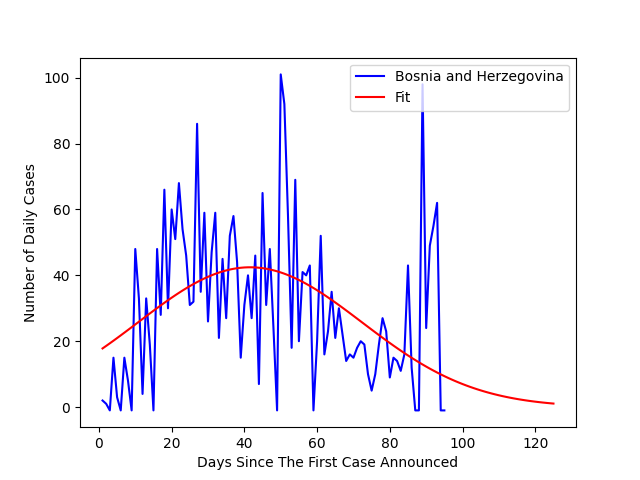 Bosnia and Herzegovina
Fit
100
80
60
40
20
0
Number of Daily Cases
0 20 40 60 80 100 120
Days Since The First Case Announced